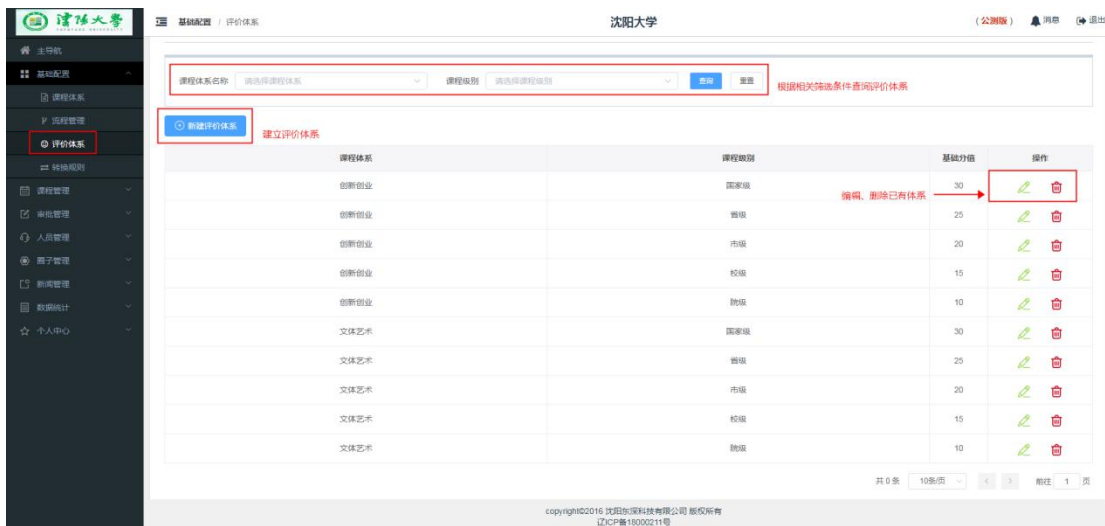 沈阳大学
SHENYANG UNIVERSITY
基础配置 / 评价体系
沈阳大学
(公测版)
消息
退出
主导航
基础配置
课程体系
流程管理
评价体系
转换规则
课程管理
审批管理
人员管理
圈子管理
新闻管理
数据统计
个人中心
课程体系名称 请选择课程体系 课程级别 请选择课程级别 查询 重置
根据相关筛选条件查询评价体系
新建评价体系
建立评价体系
课程体系 课程级别 基础分值 操作
创新创业 国家级 30
编辑、删除已有体系
创新创业 省级 25
创新创业 市级 20
创新创业 校级 15
创新创业 院级 10
文体艺术 国家级 30
文体艺术 省级 25
文体艺术 市级 20
文体艺术 校级 15
文体艺术 院级 10
共 0 条 10条/页 前往 1 页
copyright©2016 沈阳东深科技有限公司 版权所有
辽ICP备18000211号